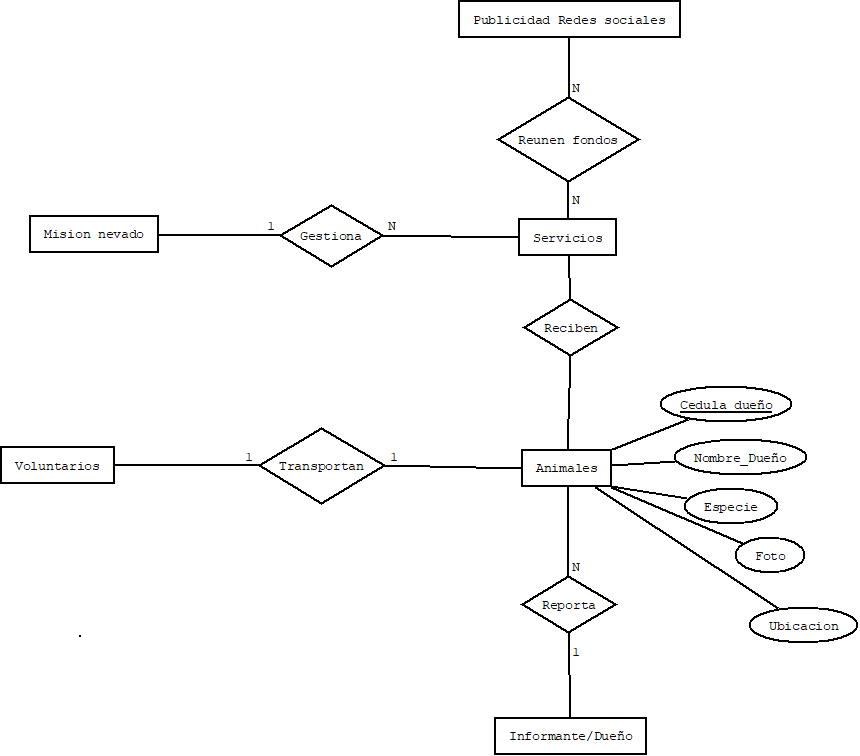 Publicidad Redes sociales
N
Reunen fondos
N
Mision nevado
1
Gestiona
N
Servicios
Reciben
Cedula dueño
Nombre_Dueño
Voluntarios
1
Transportan
1
Animales
Especie
Foto
N
Reporta
Ubicacion
1
Informante/Dueño